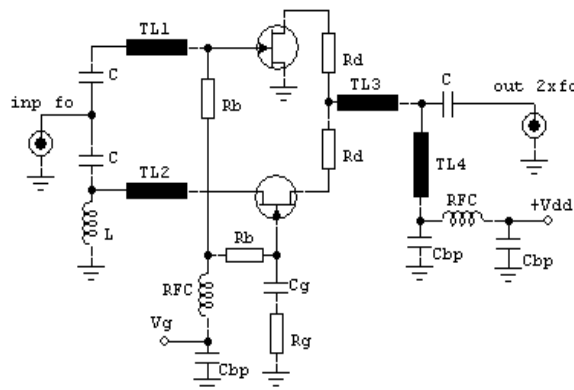 TL1
Rd
C
inp fo
Rb
TL3
C
out 2xfo
C
Rd
TL2
TL4
RFC
+Vdd
L
Rb
Cbp
Cbp
RFC
Cg
Vg
Rg
Cbp